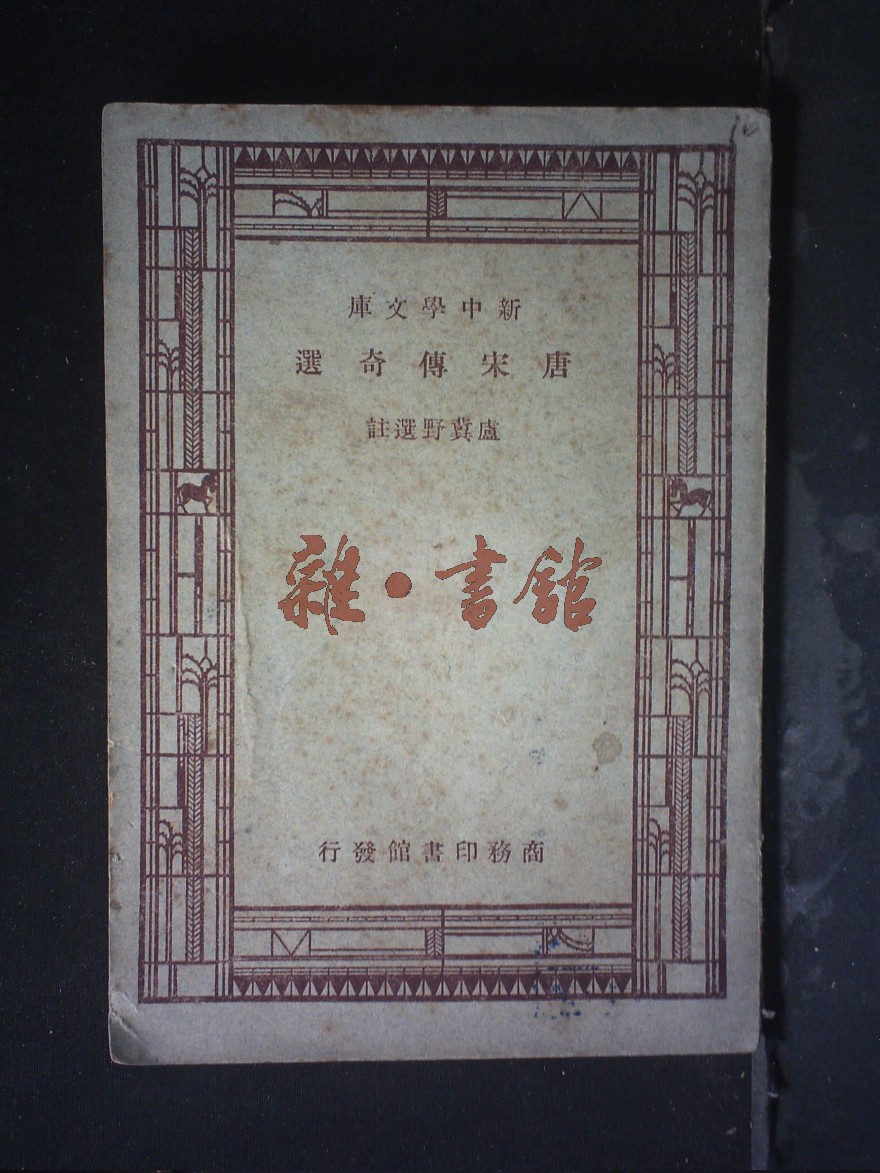 新中學文庫
唐宋傳奇選
盧冀野選註
雜·書館
商務印書館發行